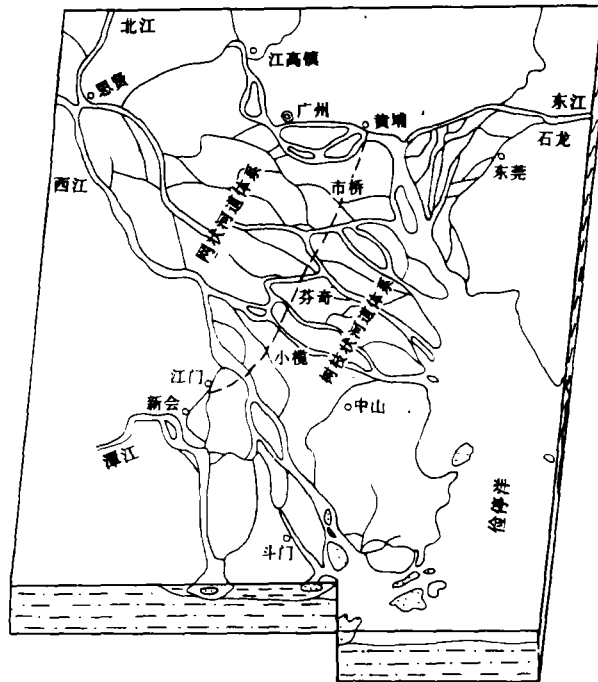 北江
江高镇
思贤
广州
黄埔
东江
石龙
东莞
西江
市桥
网状河道体系
芬奇
树枝状河道体系
小榄
江门
新会
中山
潭江
斗门
伶仃洋